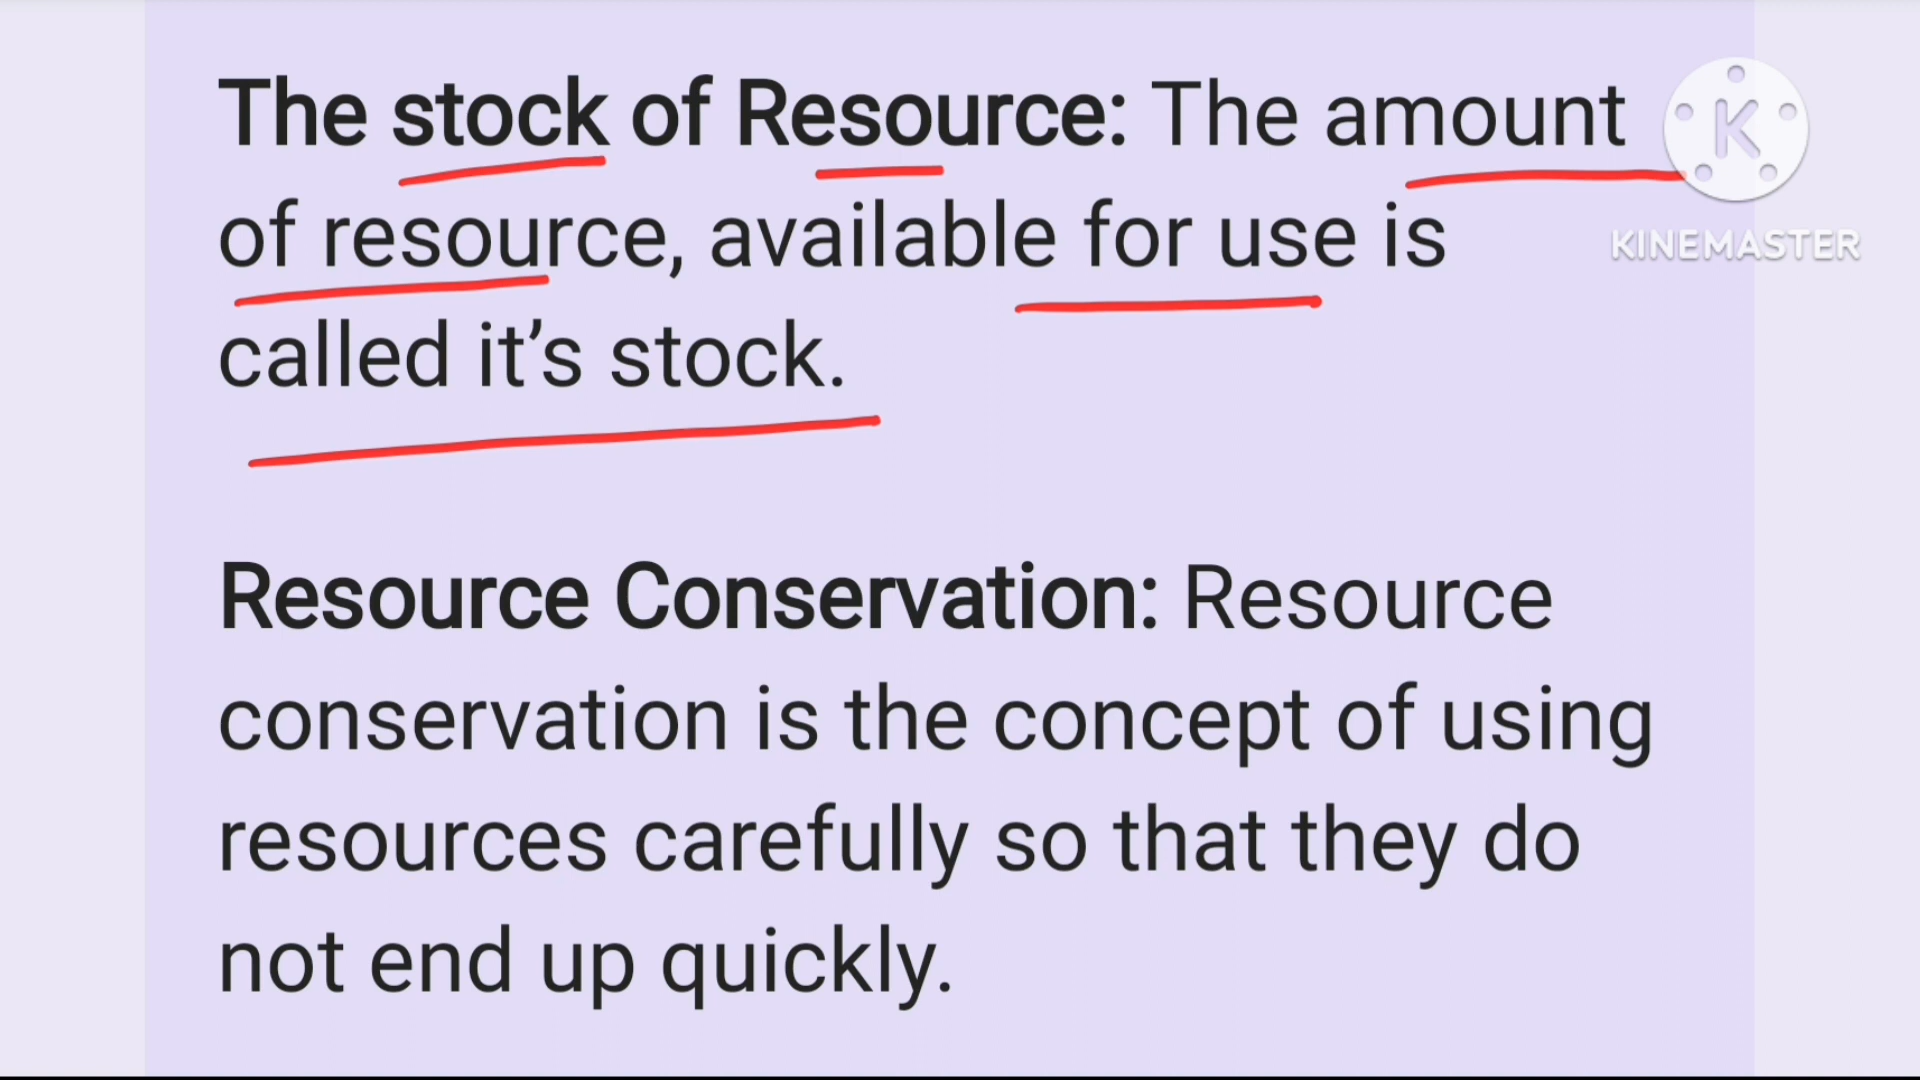 The stock of Resource: The amount
of resource, available for use is
called it’s stock.
Resource Conservation: Resource
conservation is the concept of using
resources carefully so that they do
not end up quickly.
K
KINEMASTER